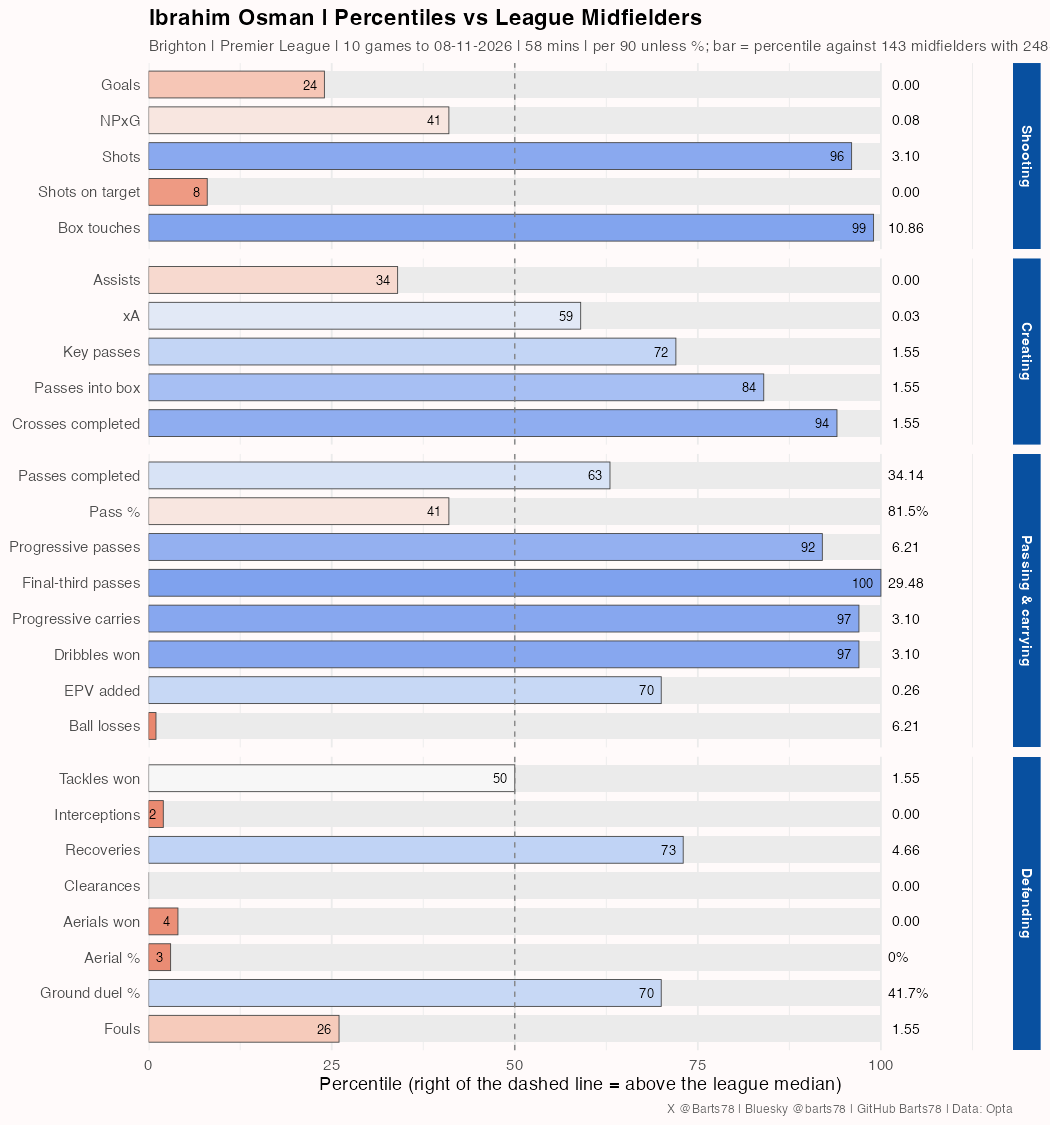 Ibrahim Osman | Percentiles vs League Midfielders
Brighton | Premier League | 10 games to 08-11-2026 | 58 mins | per 90 unless %; bar = percentile against 143 midfielders with 248
Goals 24 0.00
NPxG 41 0.08
Shots 96 3.10
Shots on target 8 0.00
Box touches 99 10.86
Shooting
Assists 34 0.00
xA 59 0.03
Key passes 72 1.55
Passes into box 84 1.55
Crosses completed 94 1.55
Creating
Passes completed 63 34.14
Pass % 41 81.5%
Progressive passes 92 6.21
Final-third passes 100 29.48
Progressive carries 97 3.10
Dribbles won 97 3.10
EPV added 70 0.26
Ball losses 6.21
Passing & carrying
Tackles won 50 1.55
Interceptions 2 0.00
Recoveries 73 4.66
Clearances 0.00
Aerials won 4 0.00
Aerial % 3 0%
Ground duel % 70 41.7%
Fouls 26 1.55
Defending
0 25 50 75 100
Percentile (right of the dashed line = above the league median)
X @Barts78 | Bluesky @barts78 | GitHub Barts78 | Data: Opta